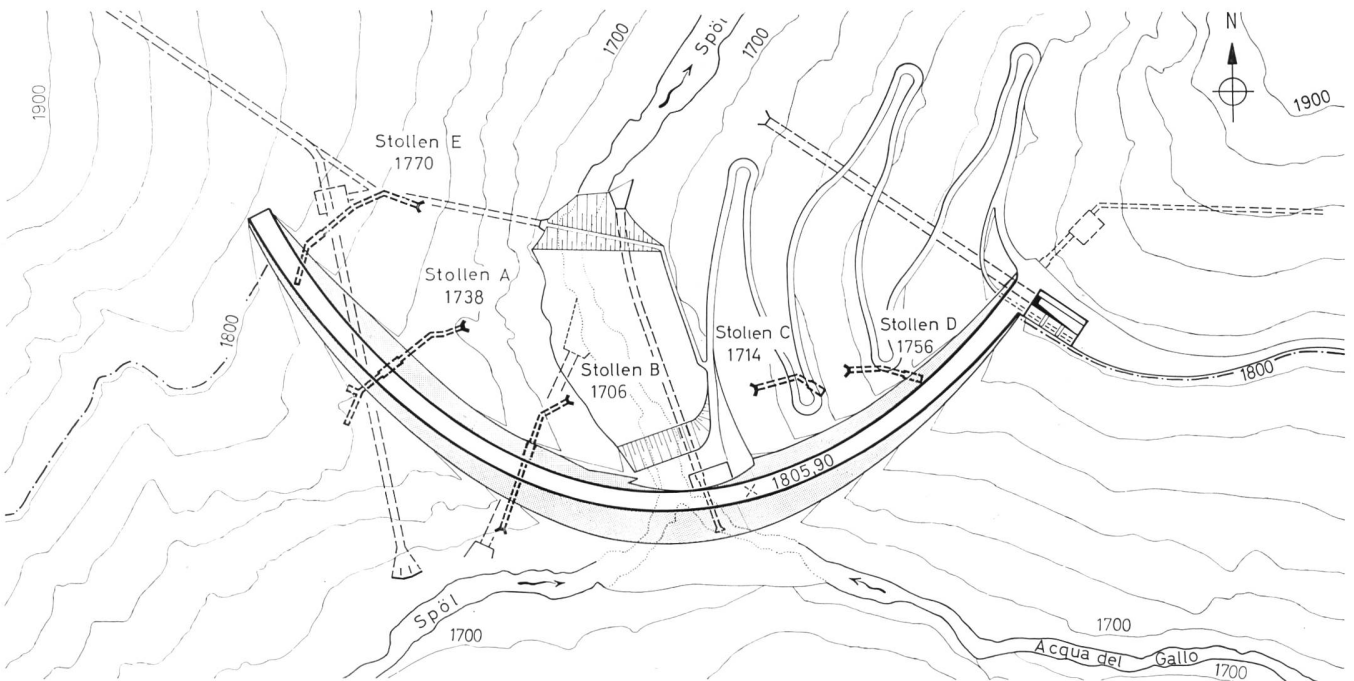 1900
Stollen E
1770
1700
Spöl
1700
N
1900
Stollen A
1738
1800
Stollen B
1706
Stollen C
1714
Stollen D
1756
1800
1805,90
Spöl
1700
1700
Acqua del Gallo
1700